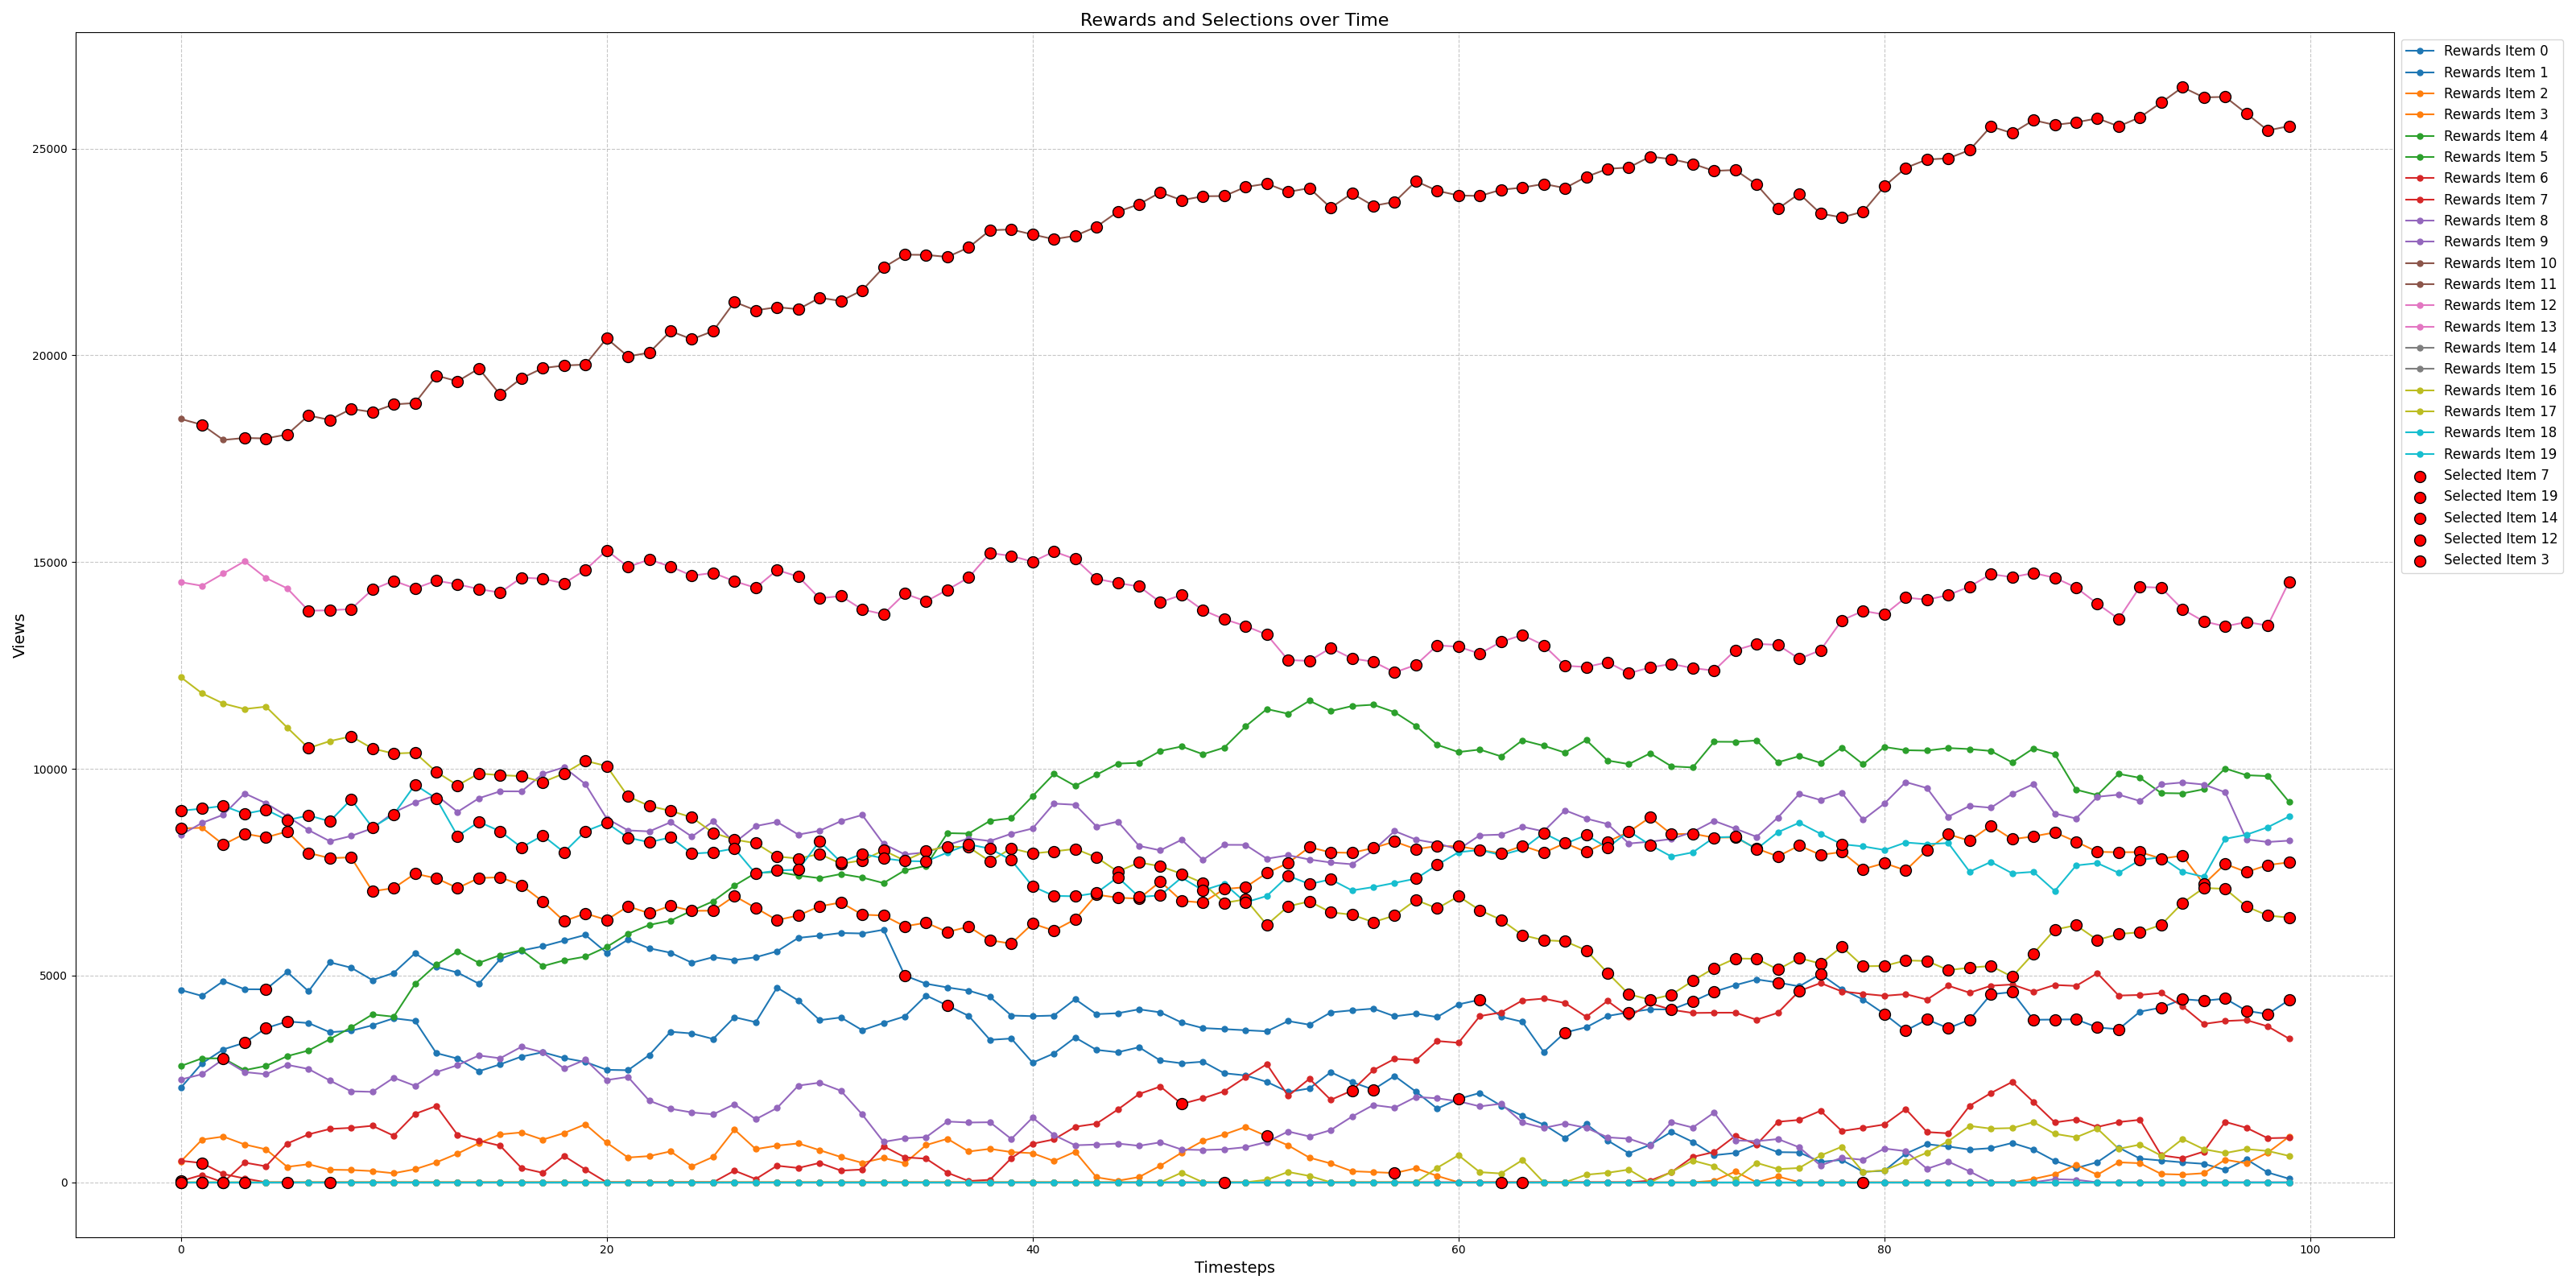 Rewards and Selections over Time
Views
25000
20000
15000
10000
5000
0
0
20
40
60
80
100
Timesteps
Rewards Item 0
Rewards Item 1
Rewards Item 2
Rewards Item 3
Rewards Item 4
Rewards Item 5
Rewards Item 6
Rewards Item 7
Rewards Item 8
Rewards Item 9
Rewards Item 10
Rewards Item 11
Rewards Item 12
Rewards Item 13
Rewards Item 14
Rewards Item 15
Rewards Item 16
Rewards Item 17
Rewards Item 18
Rewards Item 19
Selected Item 7
Selected Item 19
Selected Item 14
Selected Item 12
Selected Item 3